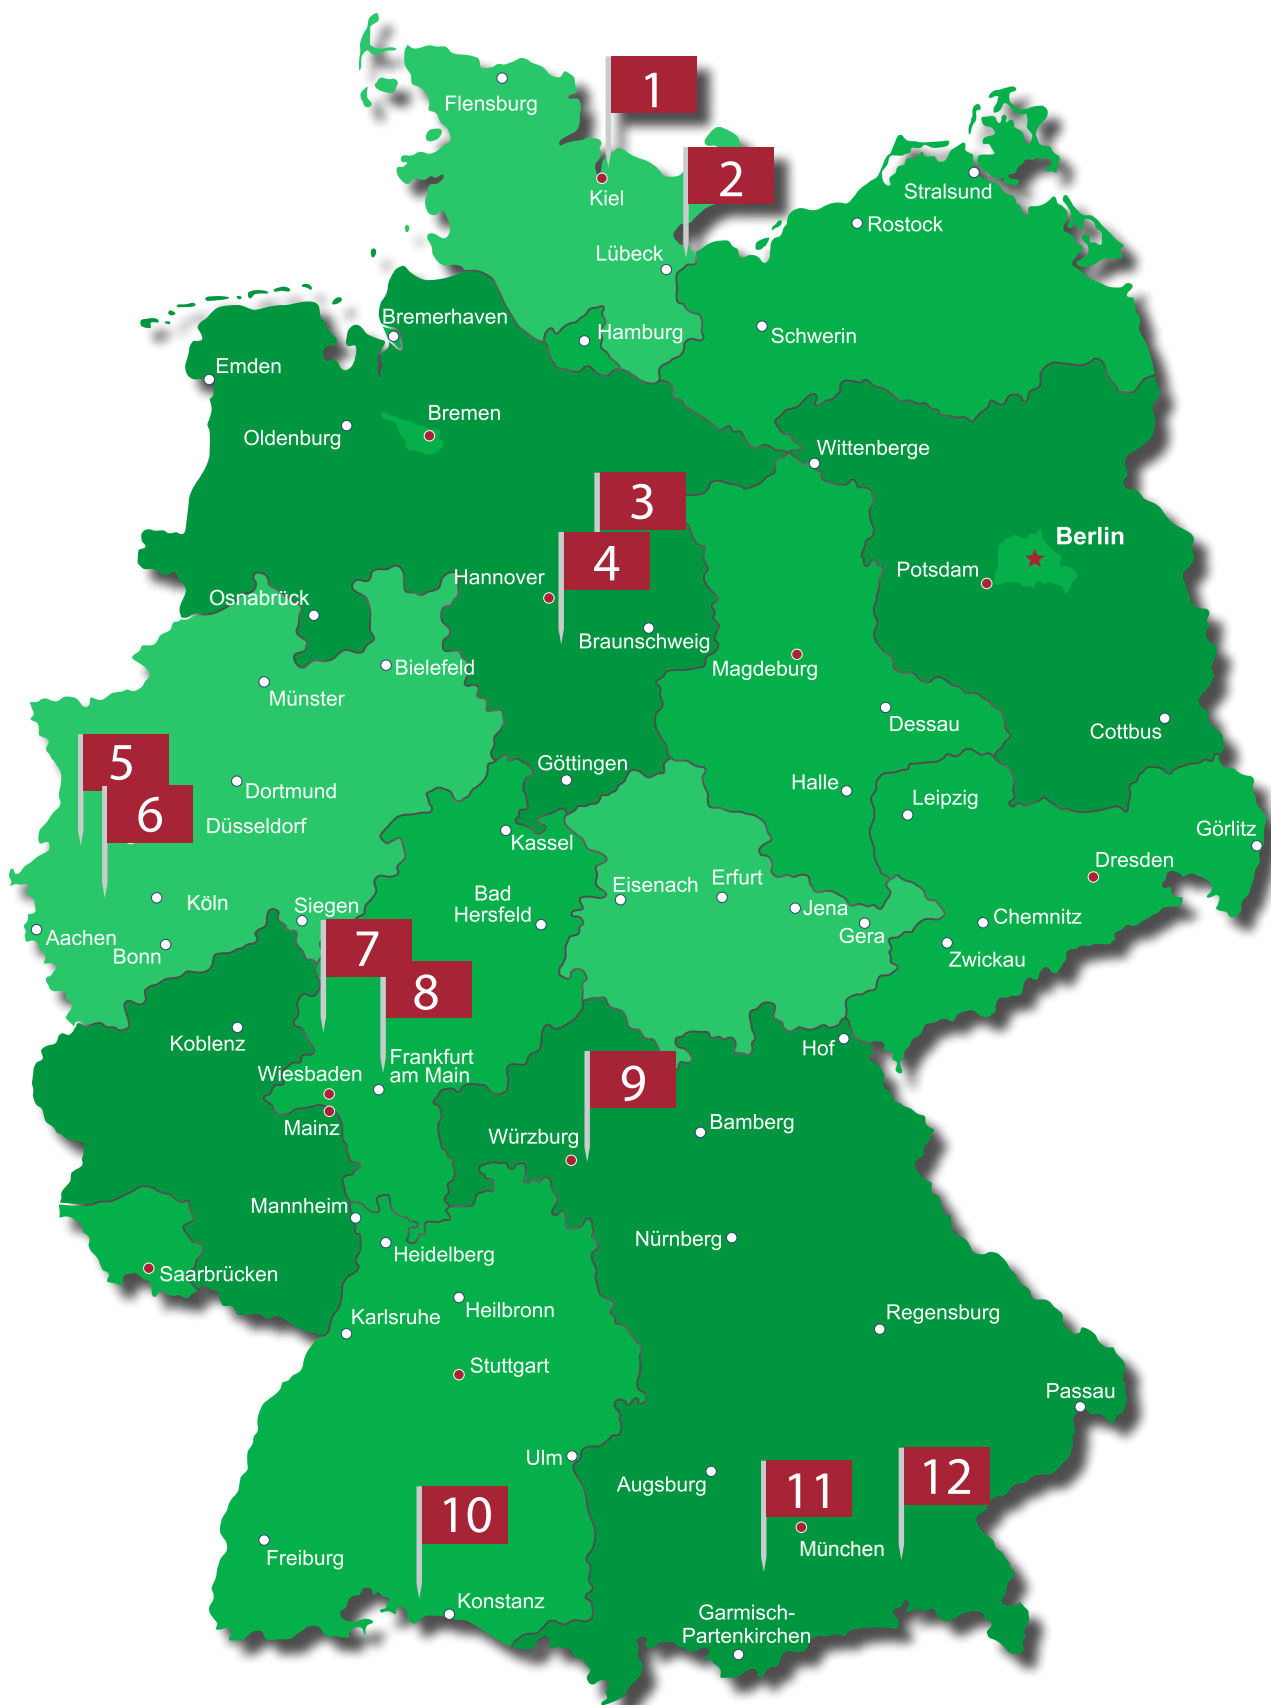 1
Flensburg
2
Stralsund
Kiel
Rostock
Lübeck
Bremerhaven
Hamburg
Schwerin
Emden
Bremen
Oldenburg
Wittenberge
3
Berlin
4
Hannover
Potsdam
Osnabrück
Braunschweig
Bielefeld
Magdeburg
Münster
Dessau
Cottbus
5
Göttingen
Halle
Dortmund
Leipzig
6
Düsseldorf
Görlitz
Kassel
Dresden
Eisenach
Erfurt
Bad
Hersfeld
Köln
Siegen
Jena
Chemnitz
Aachen
Gera
Bonn
7
Zwickau
8
Koblenz
Hof
Frankfurt
am Main
Wiesbaden
9
Mainz
Bamberg
Würzburg
Mannheim
Nürnberg
Heidelberg
Saarbrücken
Karlsruhe
Heilbronn
Regensburg
Stuttgart
Passau
Ulm
Augsburg
11
12
10
München
Freiburg
Konstanz
Garmisch-
Partenkirchen